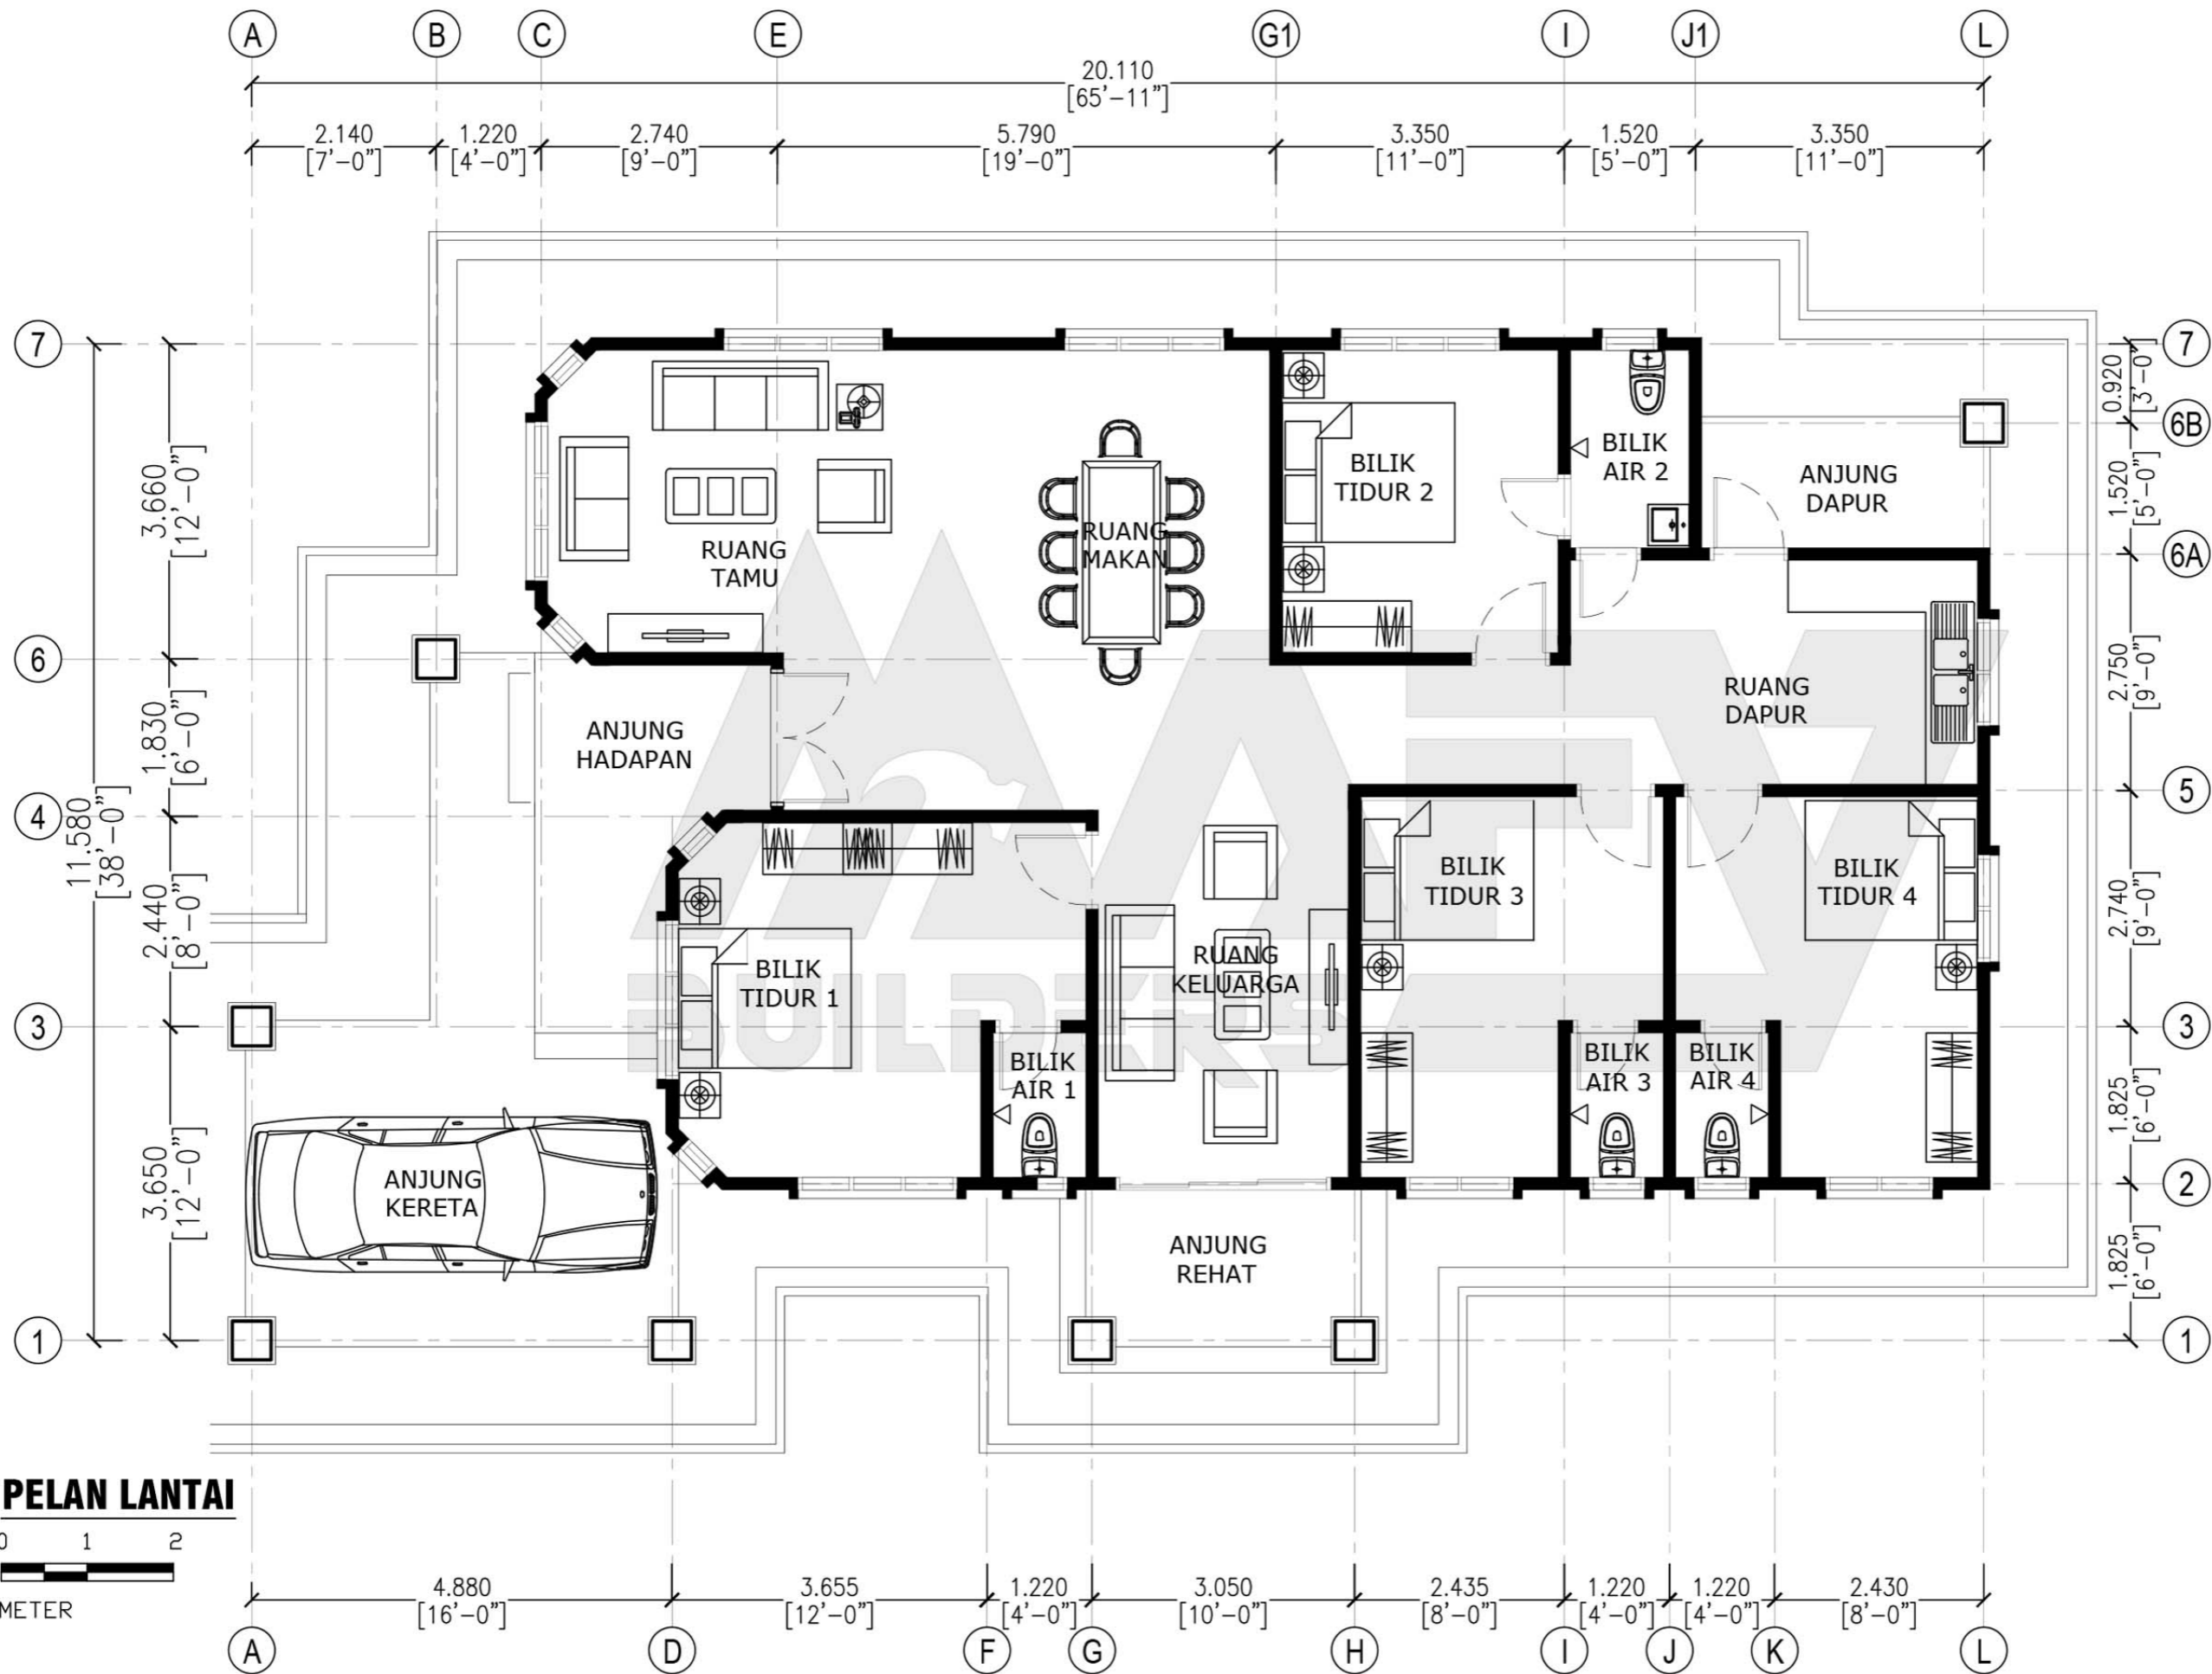 A B C E G1 I J1 L
20.110
[65'-11"]
2.140 1.220 2.740 5.790 3.350 1.520 3.350
[7'-0"] [4'-0"] [9'-0"] [19'-0"] [11'-0"] [5'-0"] [11'-0"]
7
6
4
3
1
11.580
[38'-0"]
3.660
[12'-0"]
1.830
[6'-0"]
2.440
[8'-0"]
3.650
[12'-0"]
RUANG
TAMU
RUANG
MAKAN
BILIK
TIDUR 2
BILIK
AIR 2
ANJUNG
DAPUR
RUANG
DAPUR
ANJUNG
HADAPAN
BILIK
TIDUR 1
BILIK
AIR 1
RUANG
KELUARGA
BILIK
TIDUR 3
BILIK
TIDUR 4
BILIK
AIR 3
BILIK
AIR 4
ANJUNG
KERETA
ANJUNG
REHAT
BUILDERS
7
6B
6A
5
3
2
1
0.920
[3'-0"]
1.520
[5'-0"]
2.750
[9'-0"]
2.740
[9'-0"]
1.825
[6'-0"]
1.825
[6'-0"]
PELAN LANTAI
0 1 2
METER
4.880 3.655 1.220 3.050 2.435 1.220 1.220 2.430
[16'-0"] [12'-0"] [4'-0"] [10'-0"] [8'-0"] [4'-0"] [4'-0"] [8'-0"]
A D F G H I J K L